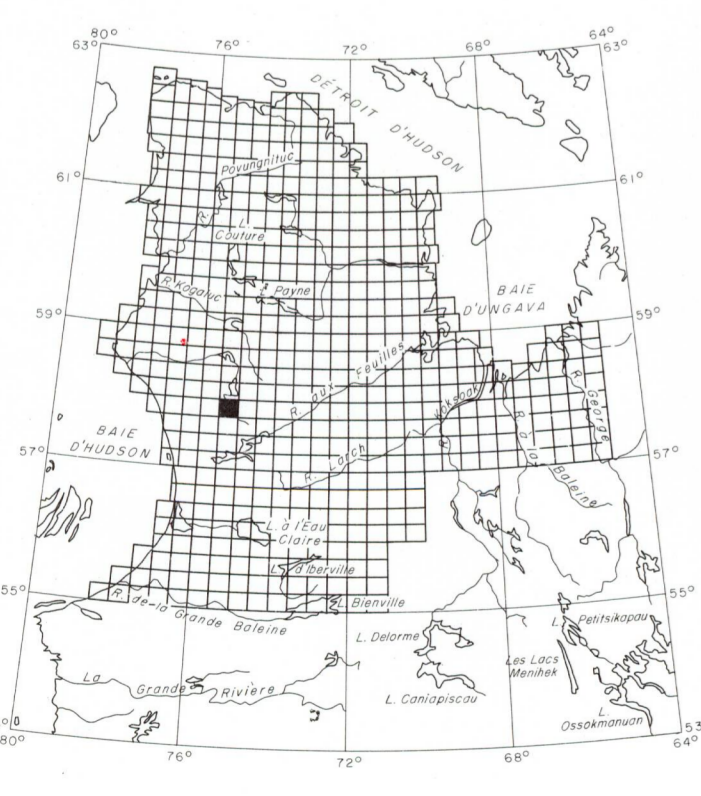 80°
76°
72°
68°
64°
63°
63°
DÉTROIT D'HUDSON
61°
61°
Povungnituc
R.
L.
Couture
R. Kogaluc
L. Payne
BAIE
D'UNGAVA
59°
59°
R. aux Feuilles
Koksoak
R.
R. George
R. à la Baleine
BAIE
D'HUDSON
57°
57°
R. Larch
L. à l'Eau
Claire
L. d'Iberville
55°
55°
R. de la Grande Baleine
L. Bienville
L. Delorme
L. Petitsikapau
Les Lacs
Menihek
La Grande Rivière
L. Caniapiscau
L.
Ossokmanuan
53
80°
76°
72°
68°
64°